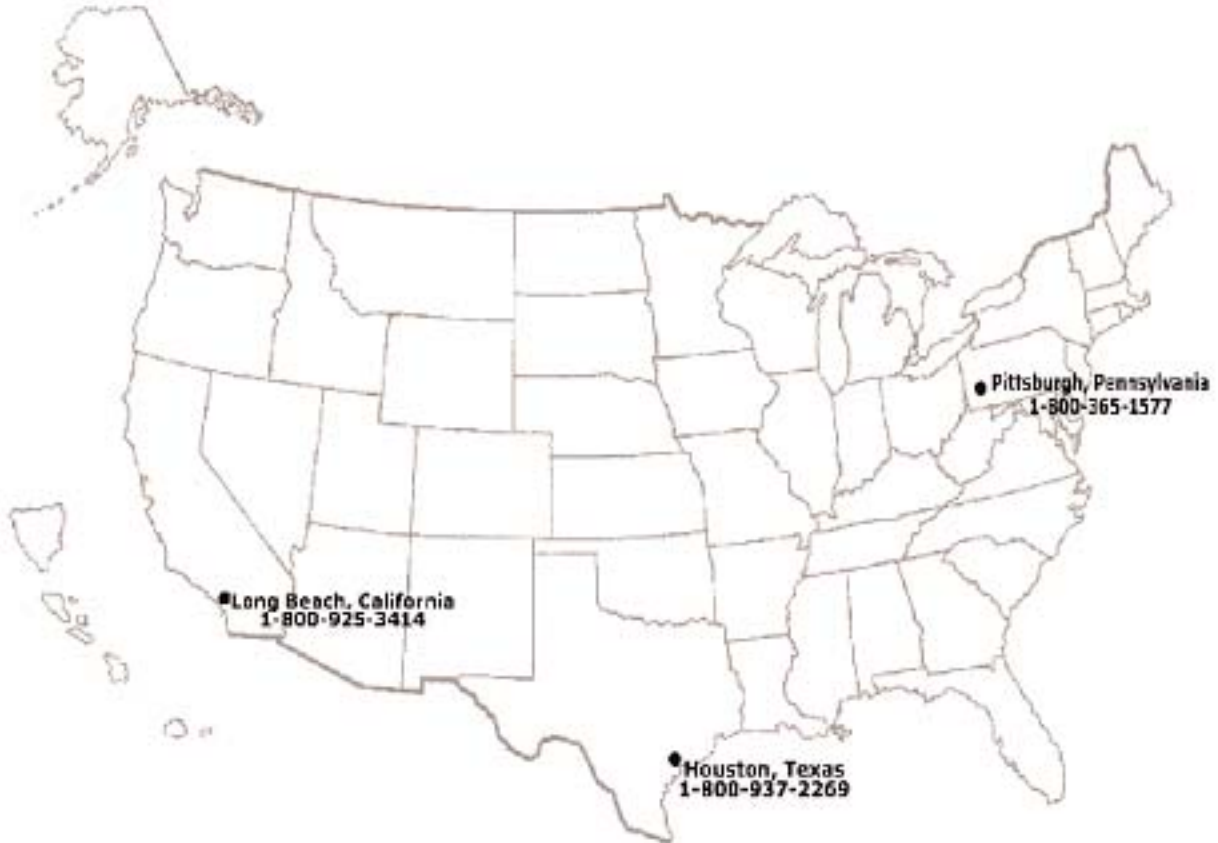 Pittsburgh, Pennsylvania
1-800-365-1577
Long Beach, California
1-800-925-3414
Houston, Texas
1-800-937-2269